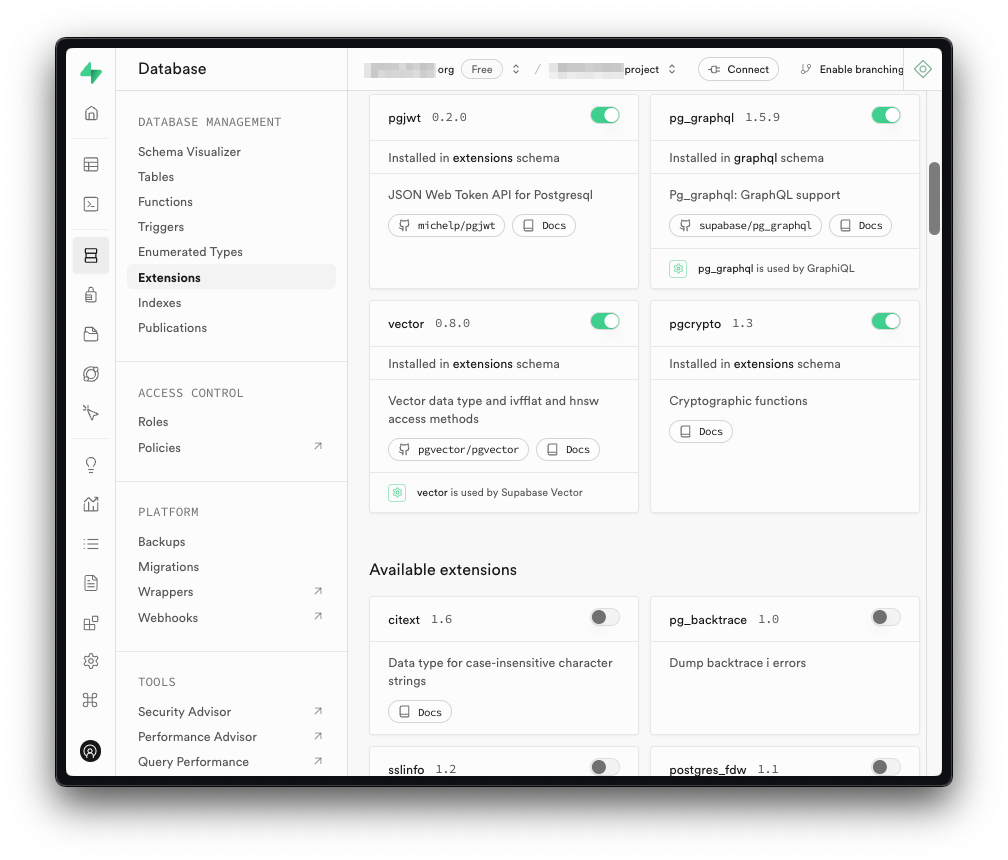 Database
org Free / project Connect Enable branching
DATABASE MANAGEMENT
Schema Visualizer
Tables
Functions
Triggers
Enumerated Types
Extensions
Indexes
Publications
ACCESS CONTROL
Roles
Policies
PLATFORM
Backups
Migrations
Wrappers
Webhooks
TOOLS
Security Advisor
Performance Advisor
Query Performance
pgjwt 0.2.0
Installed in extensions schema
JSON Web Token API for Postgresql
michelp/pgjwt Docs
pg_graphql 1.5.9
Installed in graphql schema
Pg_graphql: GraphQL support
supabase/pg_graphql Docs
pg_graphql is used by GraphiQL
vector 0.8.0
Installed in extensions schema
Vector data type and ivfflat and hnsw
access methods
pgvector/pgvector Docs
vector is used by Supabase Vector
pgcrypto 1.3
Installed in extensions schema
Cryptographic functions
Docs
Available extensions
citext 1.6
Data type for case-insensitive character
strings
Docs
pg_backtrace 1.0
Dump backtrace i errors
sslinfo 1.2
postgres_fdw 1.1